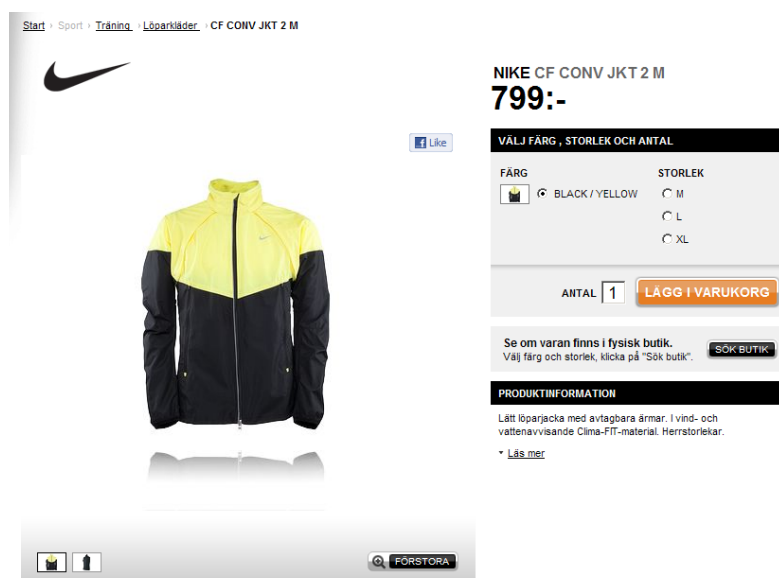 Start › Sport › Träning › Löparkläder › CF CONV JKT 2 M
NIKE CF CONV JKT 2 M
799:-
Like
VÄLJ FÄRG , STORLEK OCH ANTAL
FÄRG STORLEK
BLACK / YELLOW M
L
XL
ANTAL 1 LÄGG I VARUKORG
Se om varan finns i fysisk butik.
Välj färg och storlek, klicka på "Sök butik".
SÖK BUTIK
PRODUKTINFORMATION
Lätt löparjacka med avtagbara ärmar. I vind- och
vattenavvisande Clima-FIT-material. Herrstorlekar.
Läs mer
FÖRSTORA